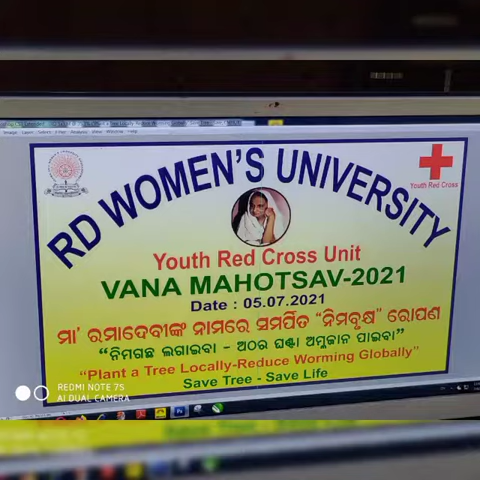 RD WOMEN'S UNIVERSITY
Youth Red Cross
Youth Red Cross Unit
VANA MAHOTSAV-2021
Date : 05.07.2021
ମା' ରମାଦେବୀଙ୍କ ନାମରେ ସମର୍ପିତ "ନିମବୃକ୍ଷ" ରୋପଣ
"ନିମଗଛ ଲଗାଇବା - ଅଠର ଘଣ୍ଟା ଅମ୍ଳଜାନ ପାଇବା"
"Plant a Tree Locally-Reduce Worming Globally"
Save Tree - Save Life
REDMI NOTE 7S
AI DUAL CAMERA